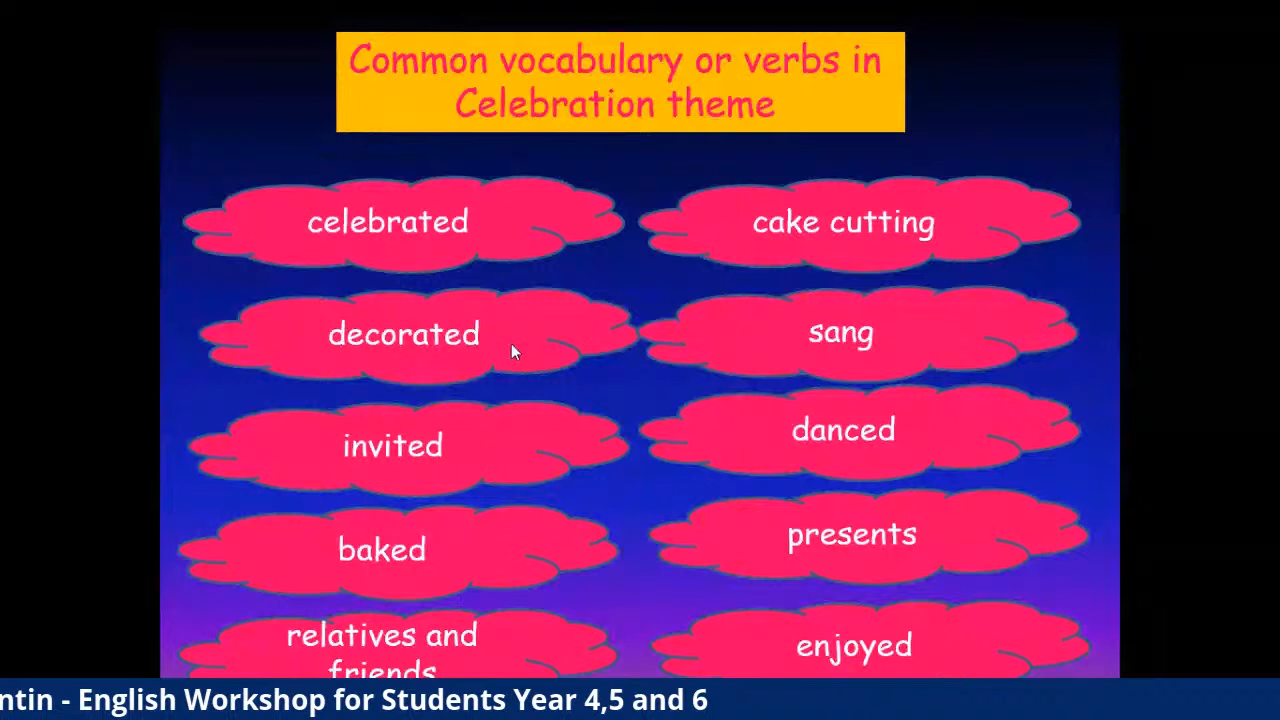 Common vocabulary or verbs in
Celebration theme
celebrated
cake cutting
decorated
sang
invited
danced
baked
presents
relatives and
friends
enjoyed
- English Workshop for Students Year 4,5 and 6